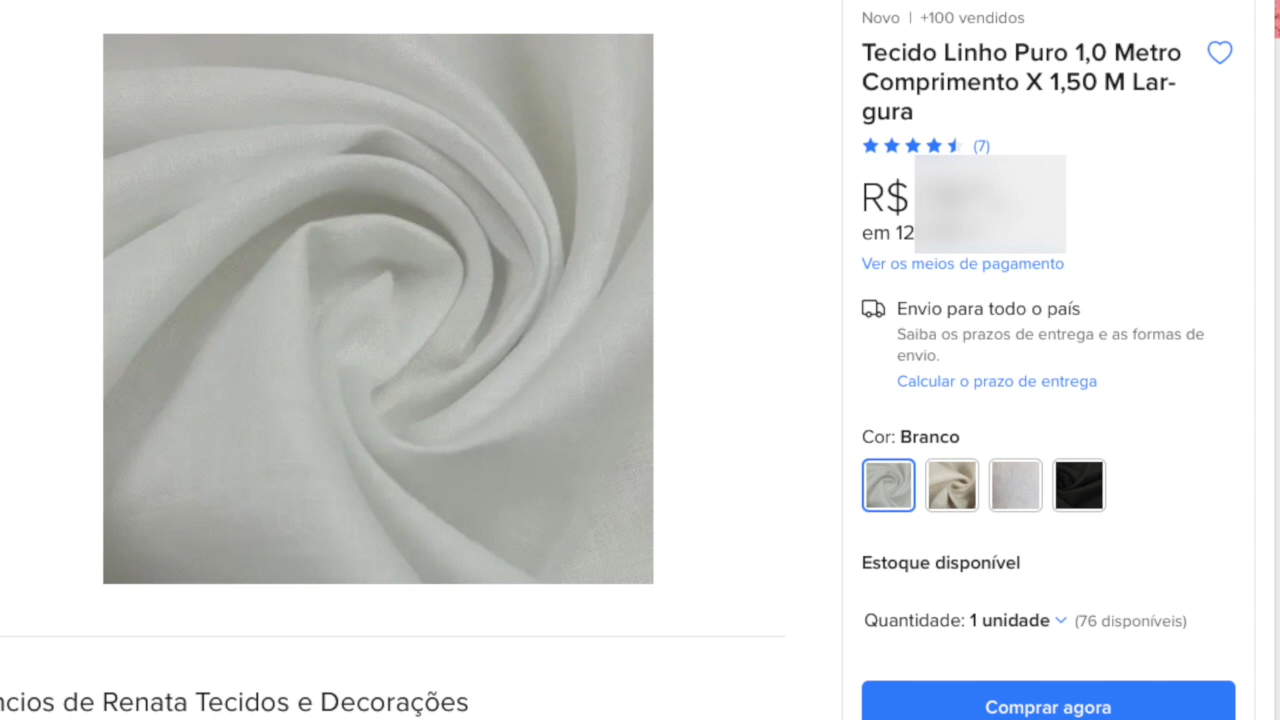 Novo | +100 vendidos
Tecido Linho Puro 1,0 Metro
Comprimento X 1,50 M Lar-
gura
(7)
R$
em 12
Ver os meios de pagamento
Envio para todo o país
Saiba os prazos de entrega e as formas de
envio.
Calcular o prazo de entrega
Cor: Branco
Estoque disponível
Quantidade: 1 unidade (76 disponíveis)
Comprar agora
ncios de Renata Tecidos e Decorações